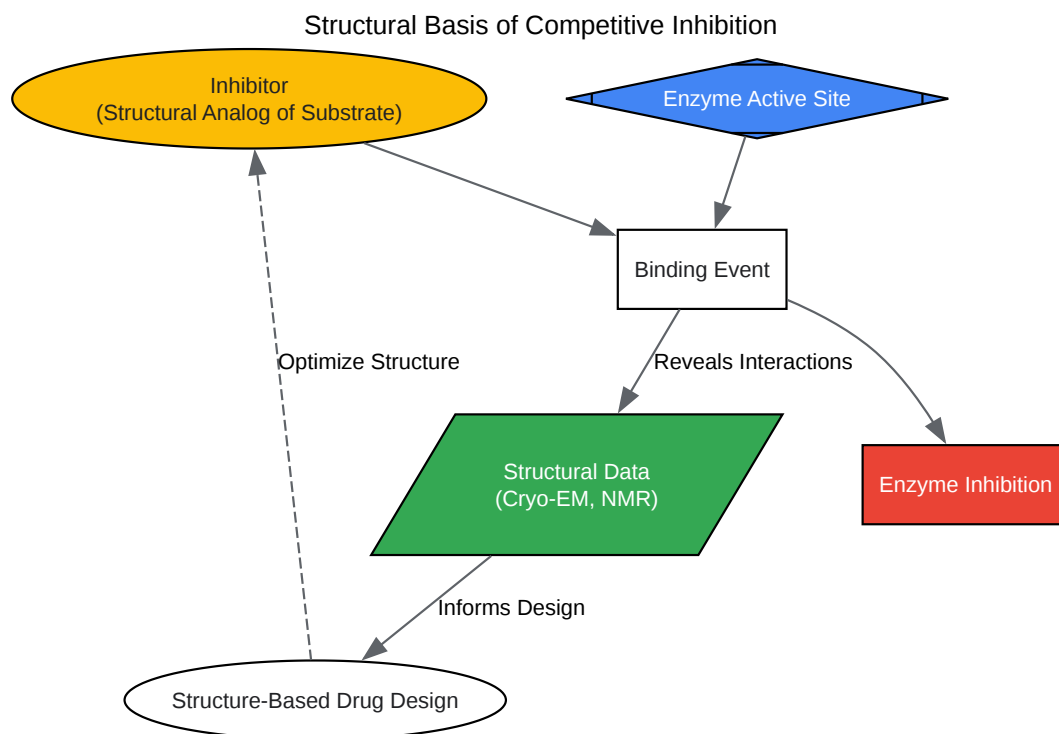 Structural Basis of Competitive Inhibition
Inhibitor
(Structural Analog of Substrate)
Enzyme Active Site
Binding Event
Optimize Structure
Reveals Interactions
Structural Data
(Cryo-EM, NMR)
Enzyme Inhibition
Informs Design
Structure-Based Drug Design